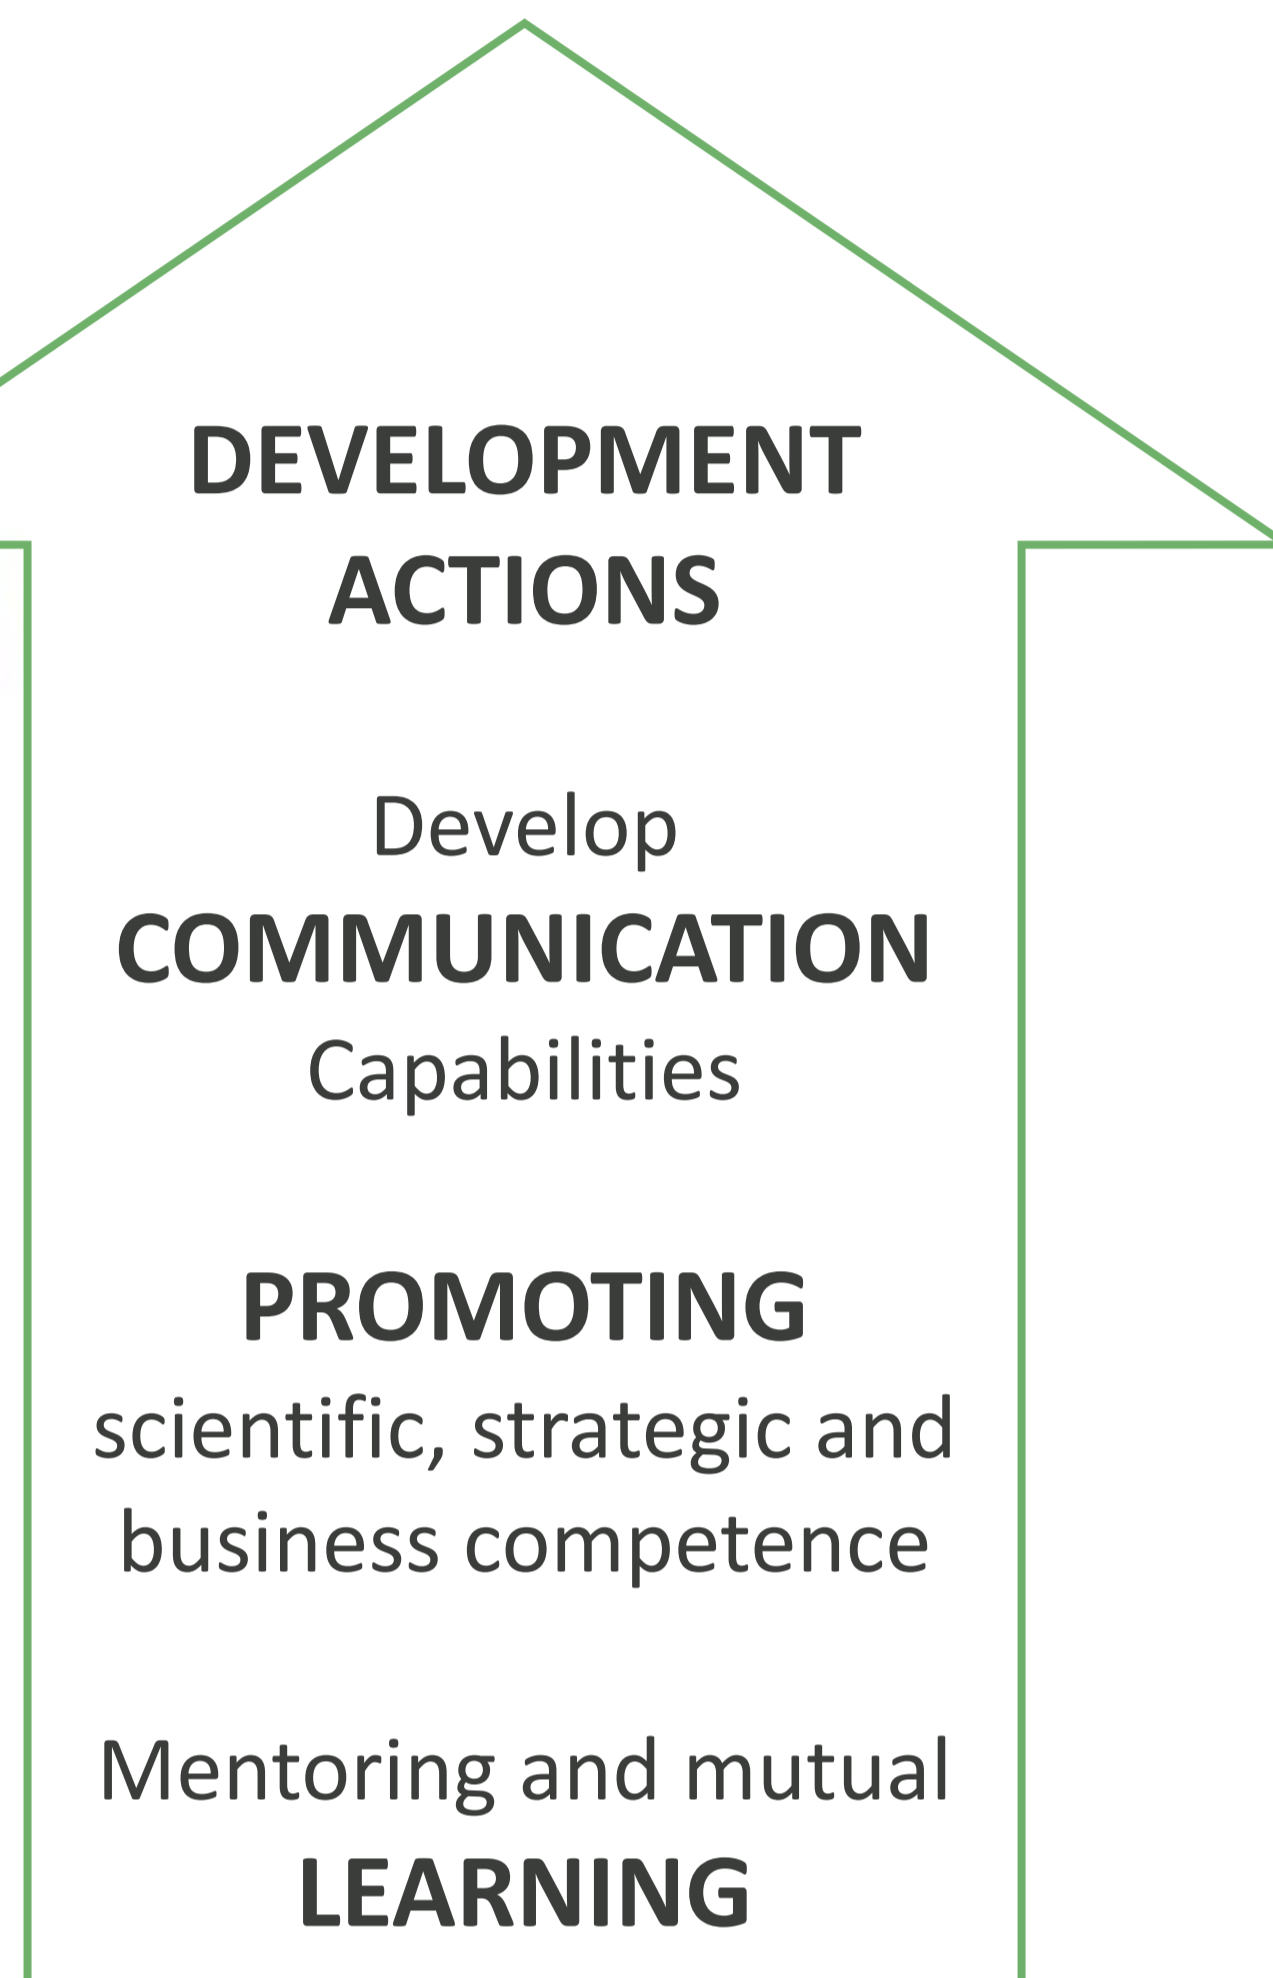 DEVELOPMENT
ACTIONS
Develop
COMMUNICATION
Capabilities
PROMOTING
scientific, strategic and
business competence
Mentoring and mutual
LEARNING